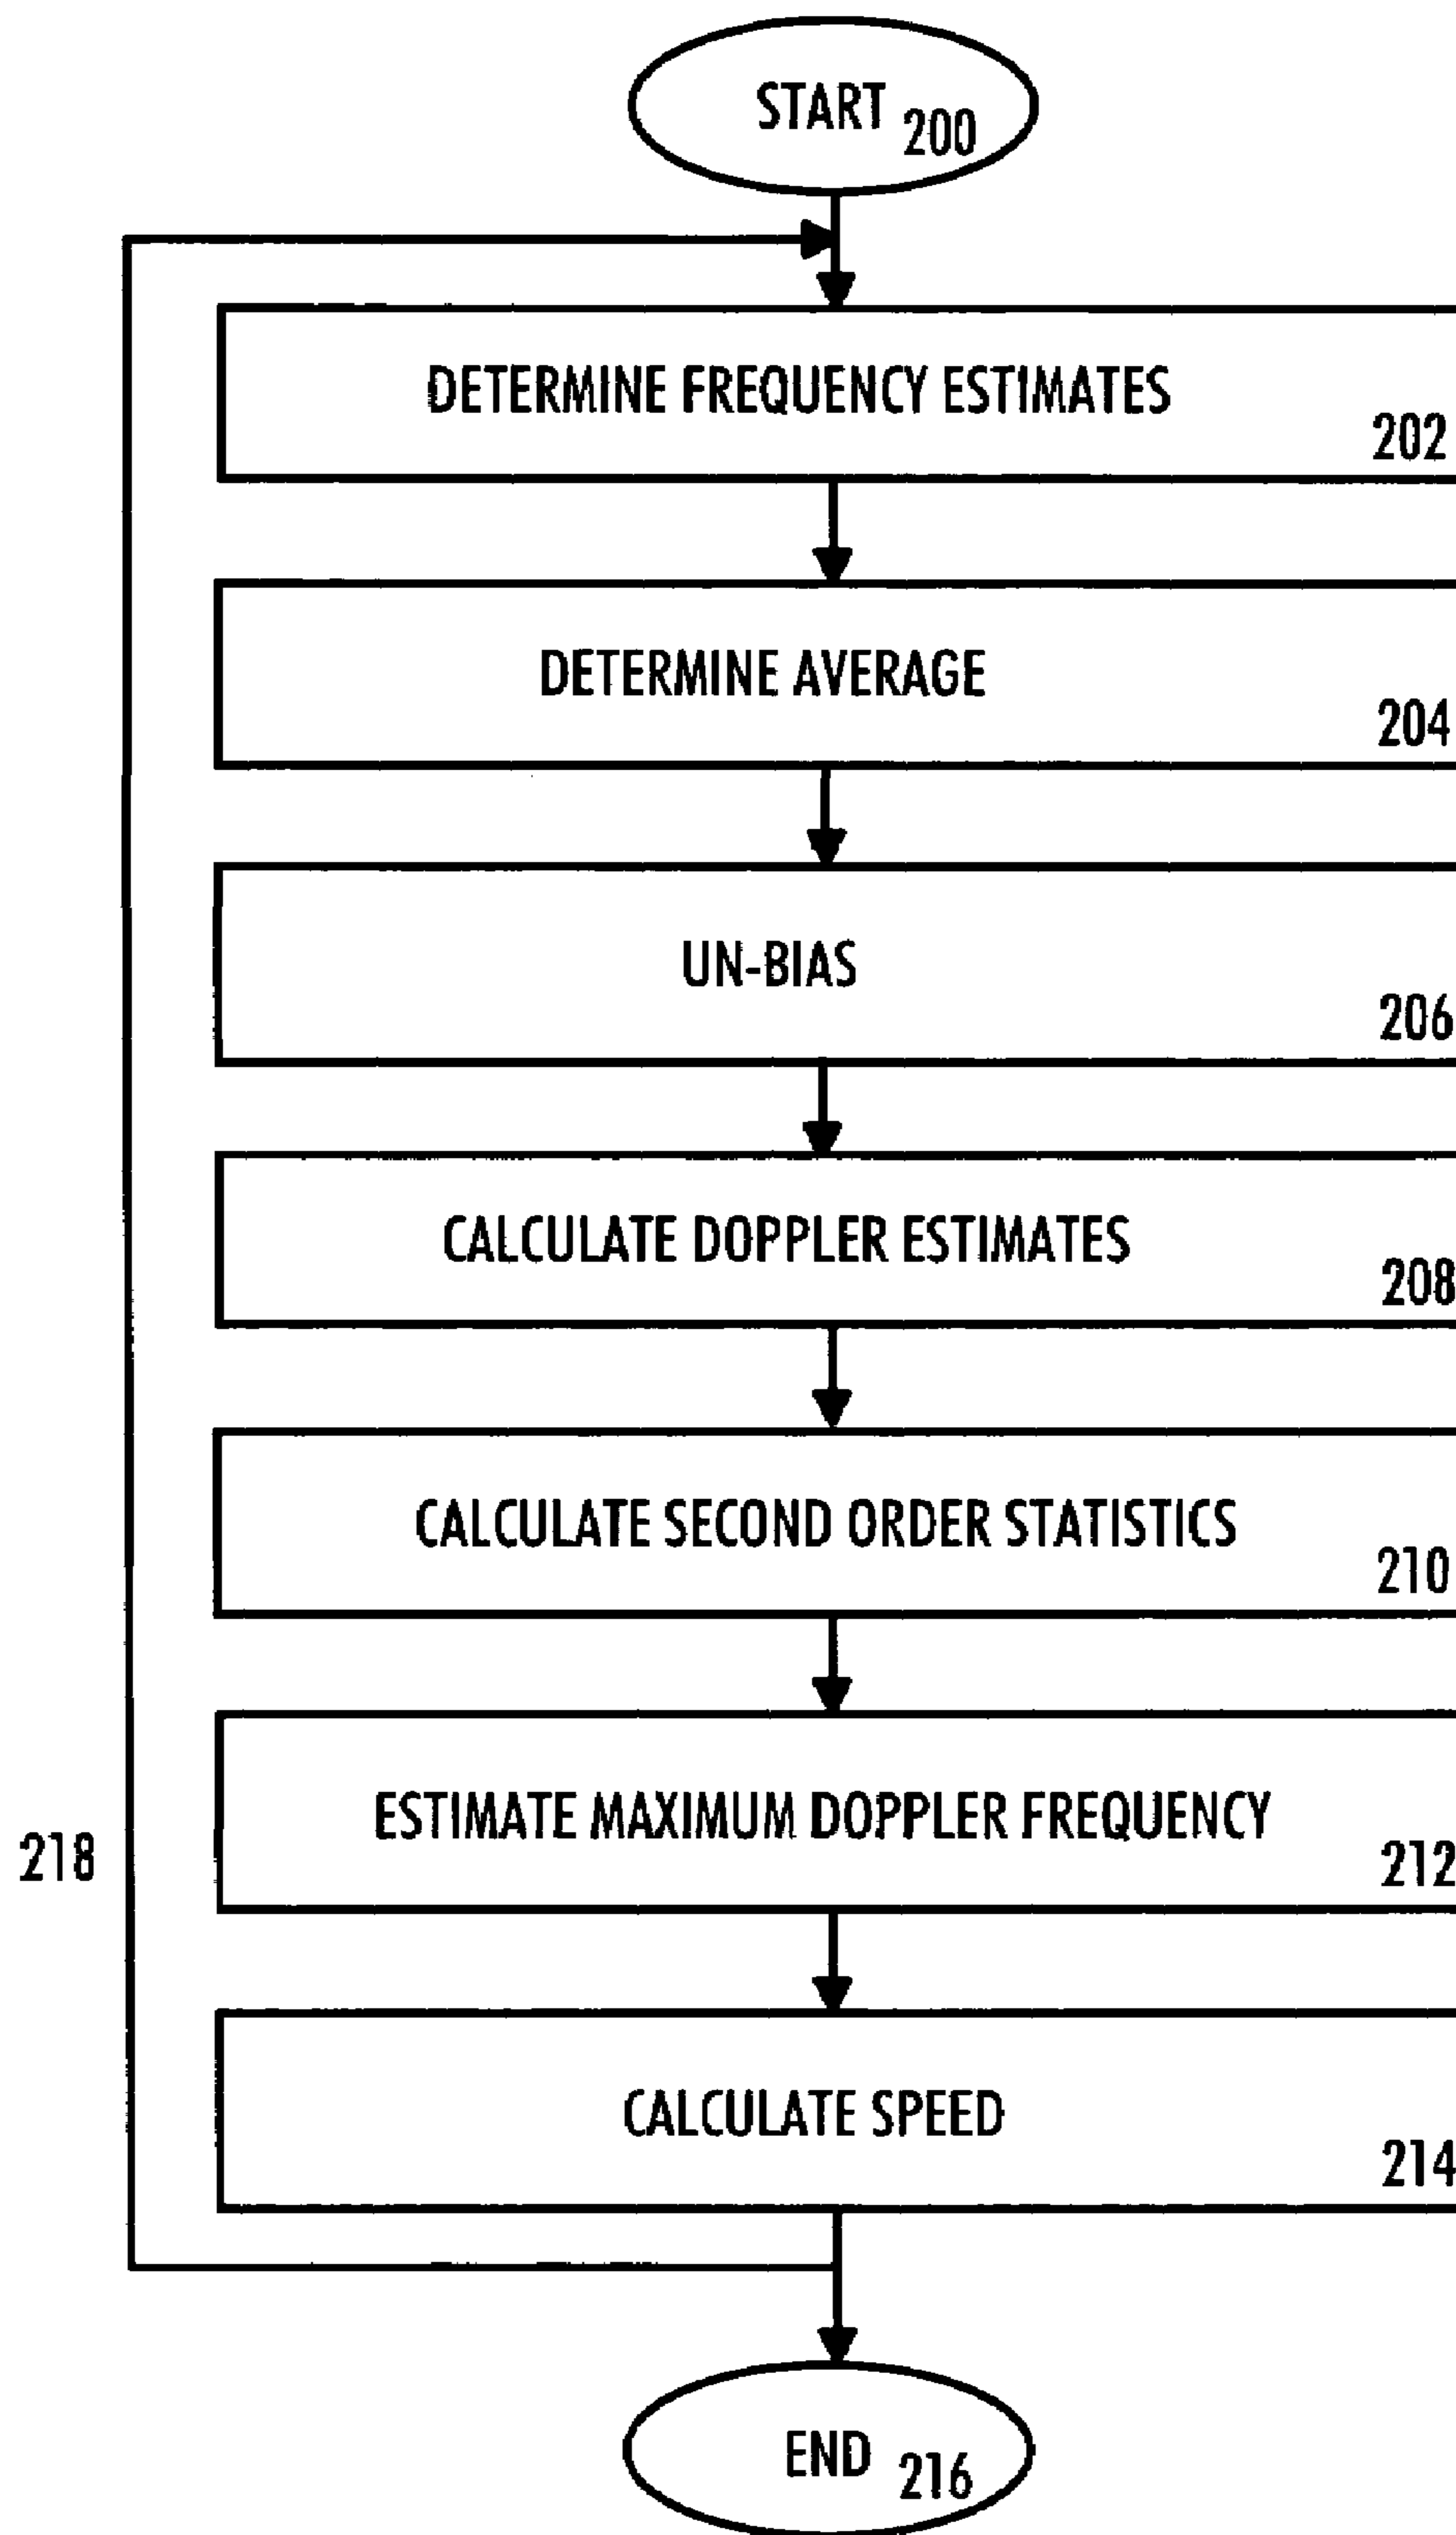 START 200
DETERMINE FREQUENCY ESTIMATES
202
DETERMINE AVERAGE
204
UN-BIAS
206
CALCULATE DOPPLER ESTIMATES
208
CALCULATE SECOND ORDER STATISTICS
210
ESTIMATE MAXIMUM DOPPLER FREQUENCY
212
218
CALCULATE SPEED
214
END 216